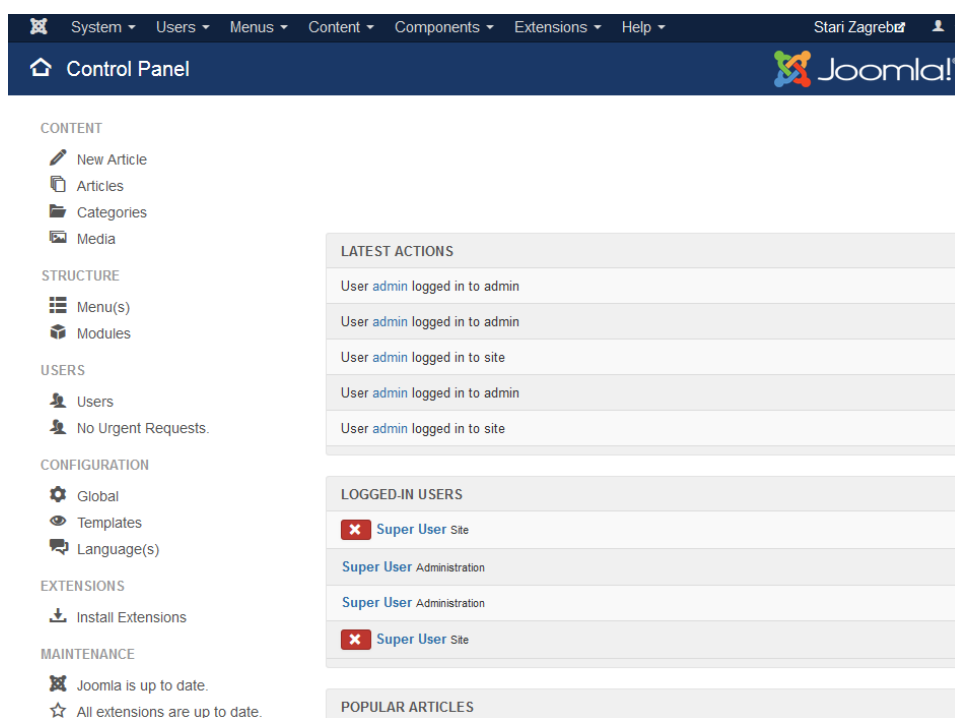 System Users Menus Content Components Extensions Help Stari Zagreb
Control Panel Joomla!®
CONTENT
New Article
Articles
Categories
Media
STRUCTURE
Menu(s)
Modules
USERS
Users
No Urgent Requests.
CONFIGURATION
Global
Templates
Language(s)
EXTENSIONS
Install Extensions
MAINTENANCE
Joomla is up to date.
All extensions are up to date.
LATEST ACTIONS
User admin logged in to admin
User admin logged in to admin
User admin logged in to site
User admin logged in to admin
User admin logged in to site
LOGGED-IN USERS
Super User Site
Super User Administration
Super User Administration
Super User Site
POPULAR ARTICLES